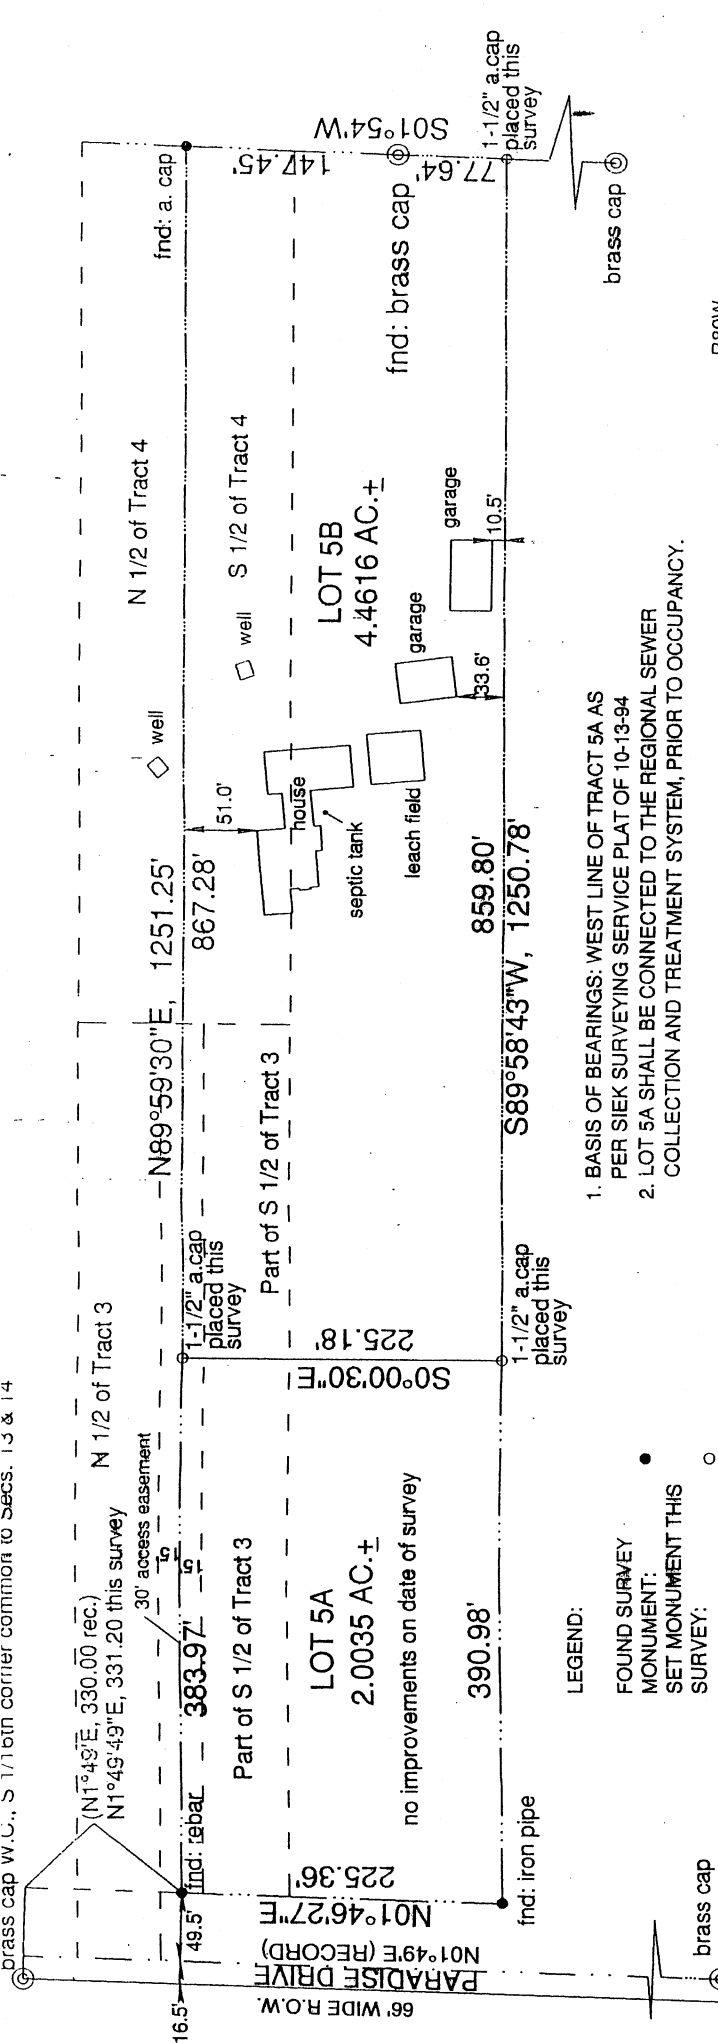 brass cap W.C., S 1/16th corner common to Secs. 13 & 14
(N1°49'E, 330.00 rec.)
N1°49'49"E, 331.20 this survey
N 1/2 of Tract 3
N 1/2 of Tract 4
30' access easement
15'
15'
fnd: rebar
383.97'
1-1/2" a.cap
placed this
survey
N89°59'30"E, 1251.25'
867.28'
fnd: a. cap
well
well
S 1/2 of Tract 4
51.0'
Part of S 1/2 of Tract 3
Part of S 1/2 of Tract 3
house
septic tank
leach field
garage
garage
33.6'
10.5'
LOT 5A
2.0035 AC.±
no improvements on date of survey
LOT 5B
4.4616 AC.±
390.98'
859.80'
S89°58'43"W, 1250.78'
225.18'
S0°00'30"E
1-1/2" a.cap
placed this
survey
147.45'
S01°54'W
77.64'
fnd: brass cap
1-1/2" a.cap
placed this
survey
brass cap
16.5'
49.5'
225.36'
N01°46'27"E
N01°49'E (RECORD)
PARADISE DRIVE
66' WIDE R.O.W.
fnd: iron pipe
brass cap
LEGEND:
FOUND SURVEY
MONUMENT:
SET MONUMENT THIS
SURVEY:
1. BASIS OF BEARINGS: WEST LINE OF TRACT 5A AS
PER SIEK SURVEYING SERVICE PLAT OF 10-13-94
2. LOT 5A SHALL BE CONNECTED TO THE REGIONAL SEWER
COLLECTION AND TREATMENT SYSTEM, PRIOR TO OCCUPANCY.